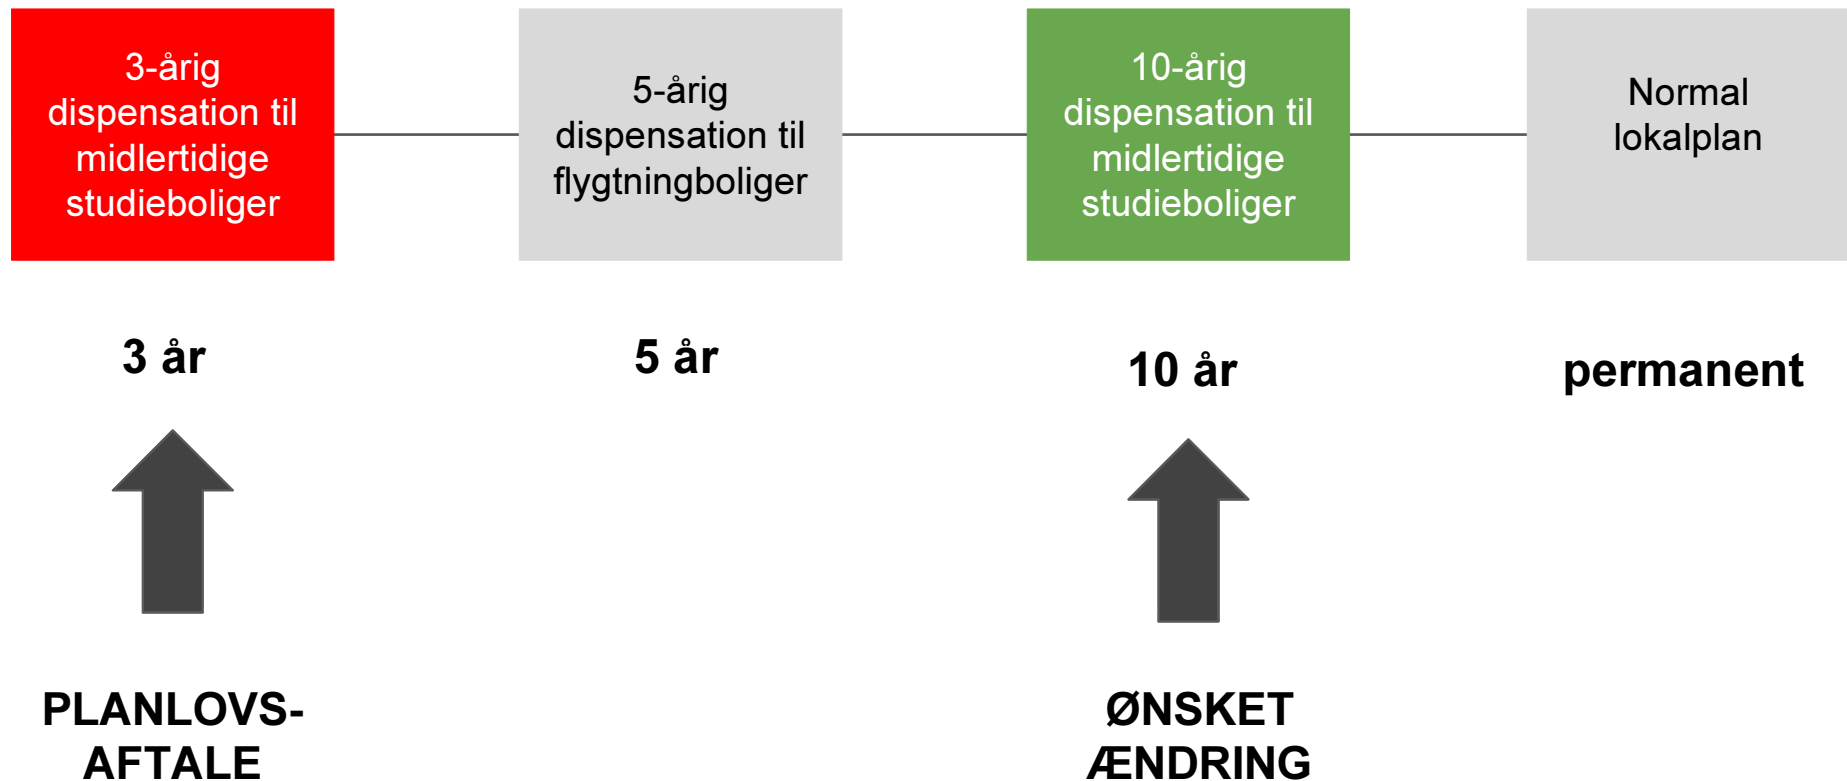 3-årig
dispensation til
midlertidige
studieboliger
5-årig
dispensation til
flygtningboliger
10-årig
dispensation til
midlertidige
studieboliger
Normal
lokalplan
3 år
5 år
10 år
permanent
PLANLOVS-
AFTALE
ØNSKET
ÆNDRING